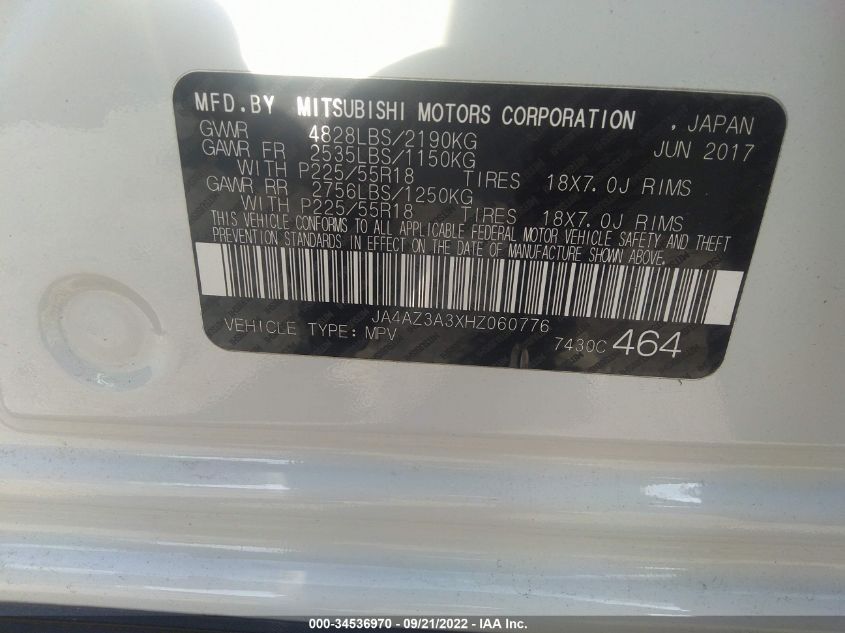 MFD.BY MITSUBISHI MOTORS CORPORATION , JAPAN
GVWR 4828LBS/2190KG JUN 2017
GAWR FR 2535LBS/1150KG
WITH P225/55R18 TIRES 18X7.0J RIMS
GAWR RR 2756LBS/1250KG
WITH P225/55R18 TIRES 18X7.0J RIMS
THIS VEHICLE CONFORMS TO ALL APPLICABLE FEDERAL MOTOR VEHICLE SAFETY AND THEFT
PREVENTION STANDARDS IN EFFECT ON THE DATE OF MANUFACTURE SHOWN ABOVE.
JA4AZ3A3XHZ060776
VEHICLE TYPE: MPV 7430C 464
000-34536970 - 09/21/2022 - IAA Inc.